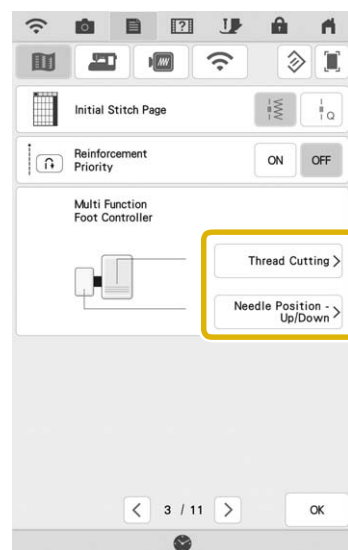 Initial Stitch Page
Q
Reinforcement
Priority
ON
OFF
Multi Function
Foot Controller
Thread Cutting >
Needle Position -
Up/Down >
< 3 / 11 >
OK